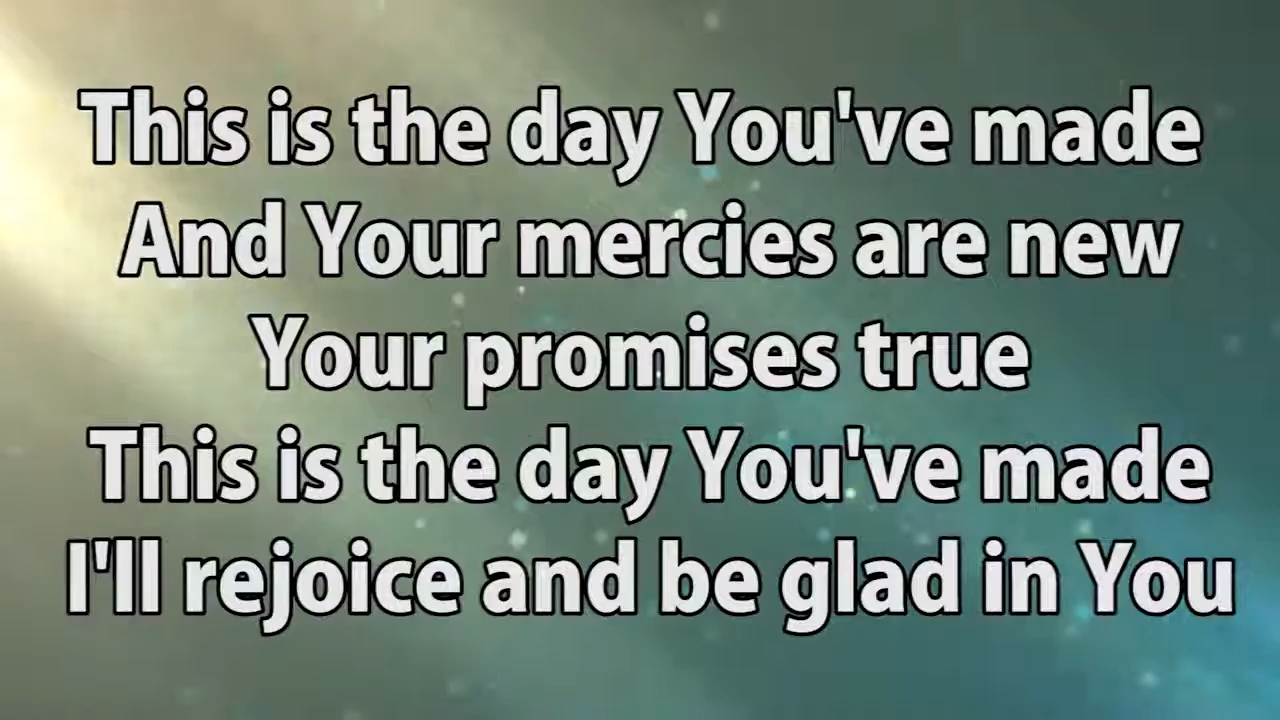 This is the day You've made
And Your mercies are new
Your promises true
This is the day You've made
I'll rejoice and be glad in You